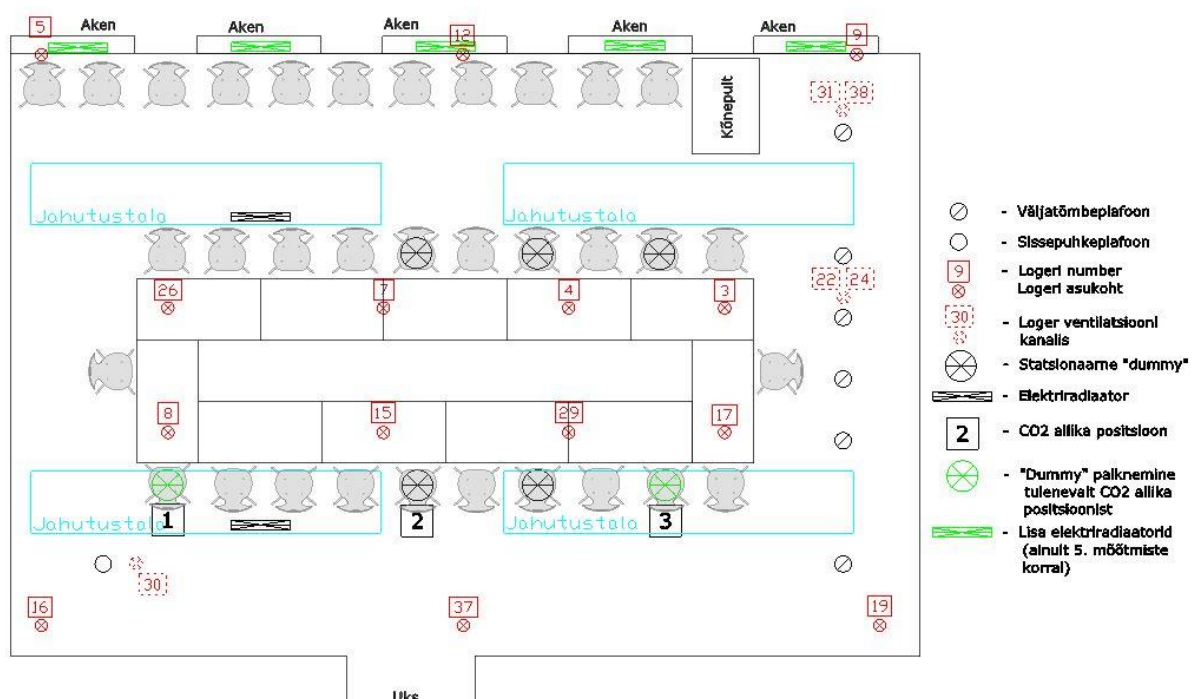 5
Aken
Aken
Aken
12
Aken
Aken
9
Kõnepult
31 38
Jahutustala
Jahutustala
22 24
26
7
4
3
8
15
29
17
Jahutustala
Jahutustala
1
2
3
30
16
37
19
Uks
- Väljatõmbeplafoon
- Sissepuhkeplafoon
9 - Logeri number
Logeri asukoht
30 - Loger ventilatsiooni
kanalis
- Statsionaarne "dummy"
- Elektriradiaator
2 - CO2 allika positsioon
- "Dummy" palknemine
tulenevalt CO2 allika
positsioonist
- Lisa elektriradiaatorid
(ainult 5. mõõtmiste
korral)